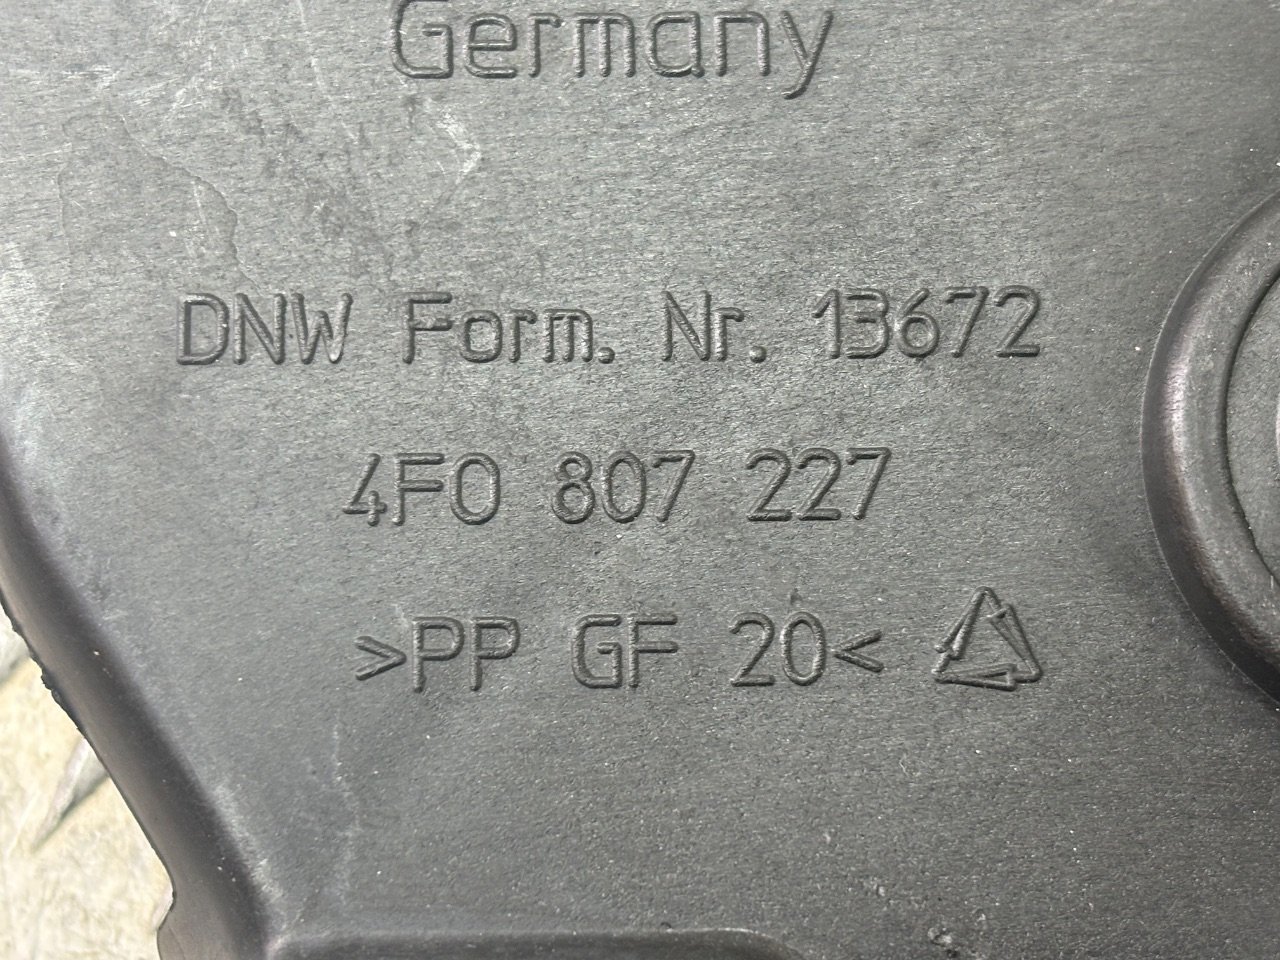 Germany
DNW Form. Nr. 13672
4F0 807 227
>PP GF 20<